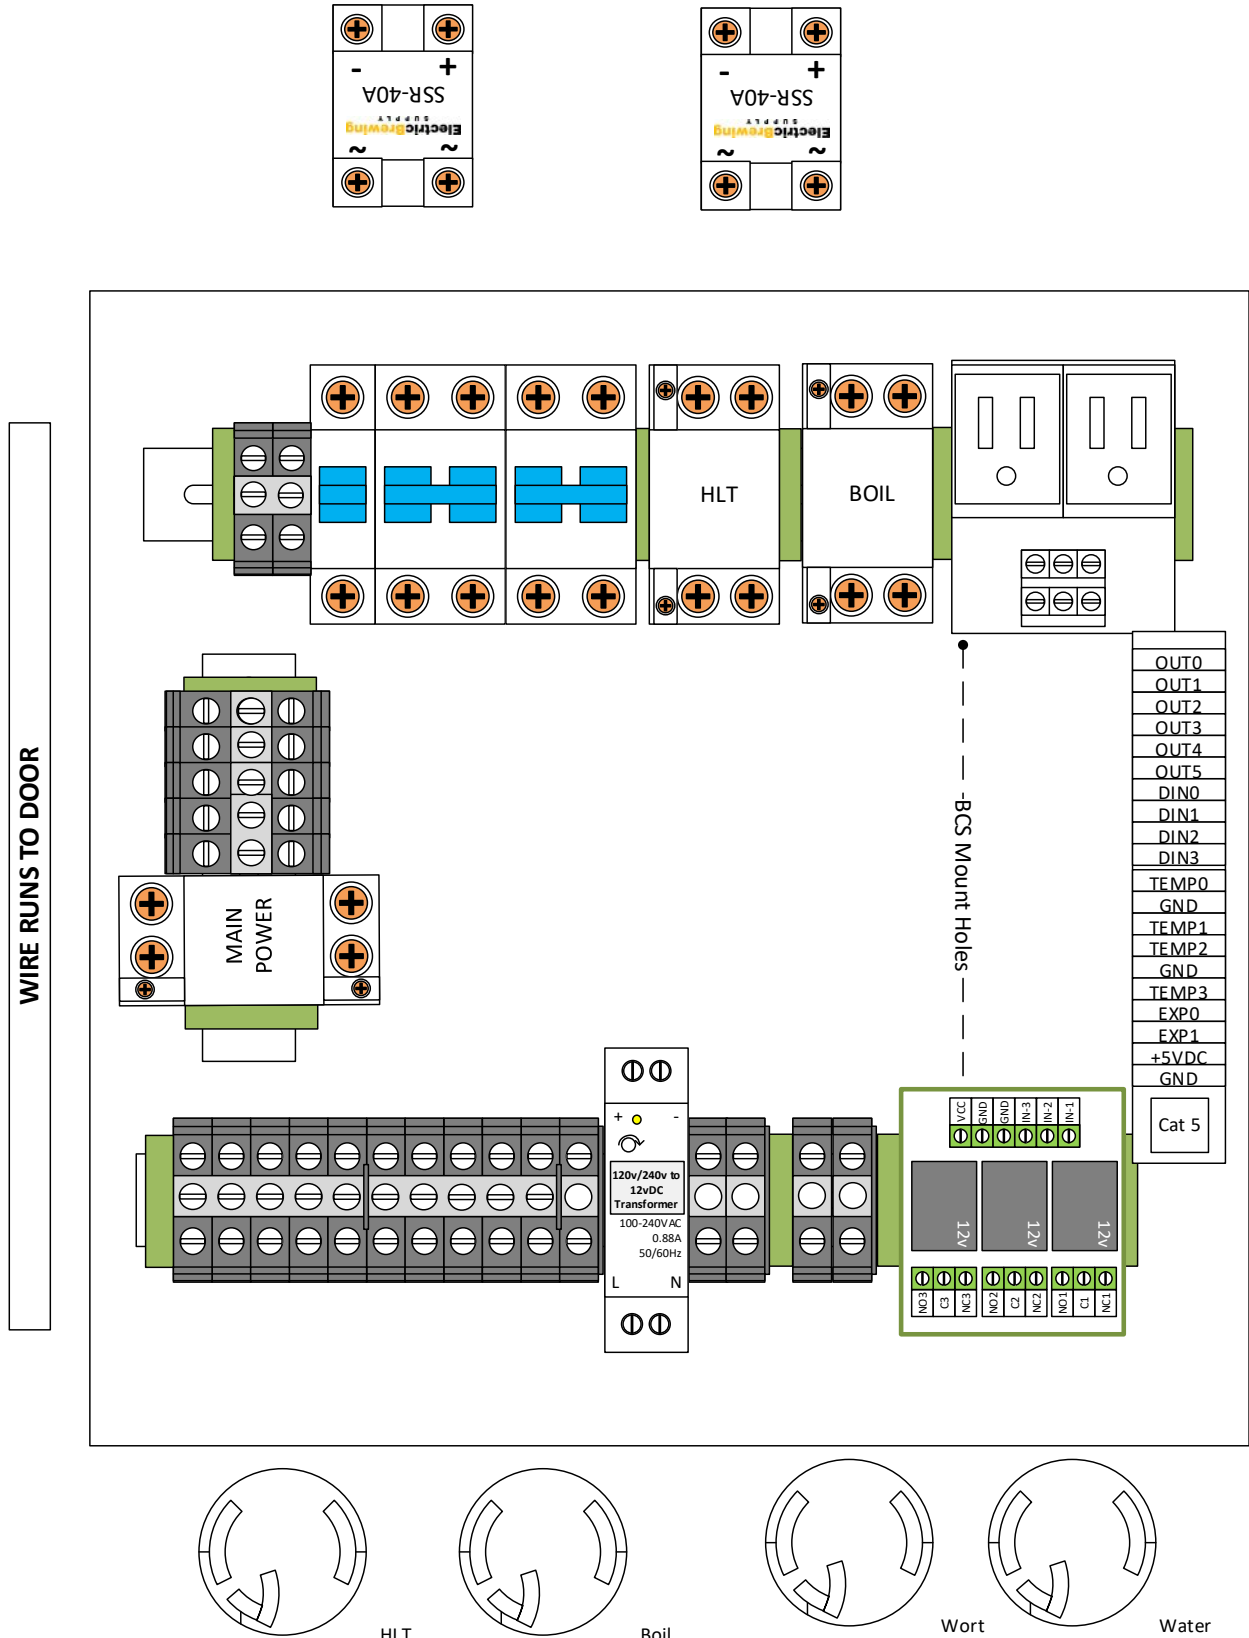 - +
SSR-40A
SUPPLY
ElectricBrewing
~ ~
- +
SSR-40A
SUPPLY
ElectricBrewing
~ ~
WIRE RUNS TO DOOR
HLT
BOIL
MAIN
POWER
BCS Mount Holes
OUT0
OUT1
OUT2
OUT3
OUT4
OUT5
DIN0
DIN1
DIN2
DIN3
TEMP0
GND
TEMP1
TEMP2
GND
TEMP3
EXP0
EXP1
+5VDC
GND
Cat 5
+ -
120v/240v to
12vDC
Transformer
100-240VAC
0.88A
50/60Hz
L N
VCC
GND
GND
IN-3
IN-2
IN-1
12v
12v
12v
NO3
C3
NC3
NO2
C2
NC2
NO1
C1
NC1
HLT
Boil
Wort
Water